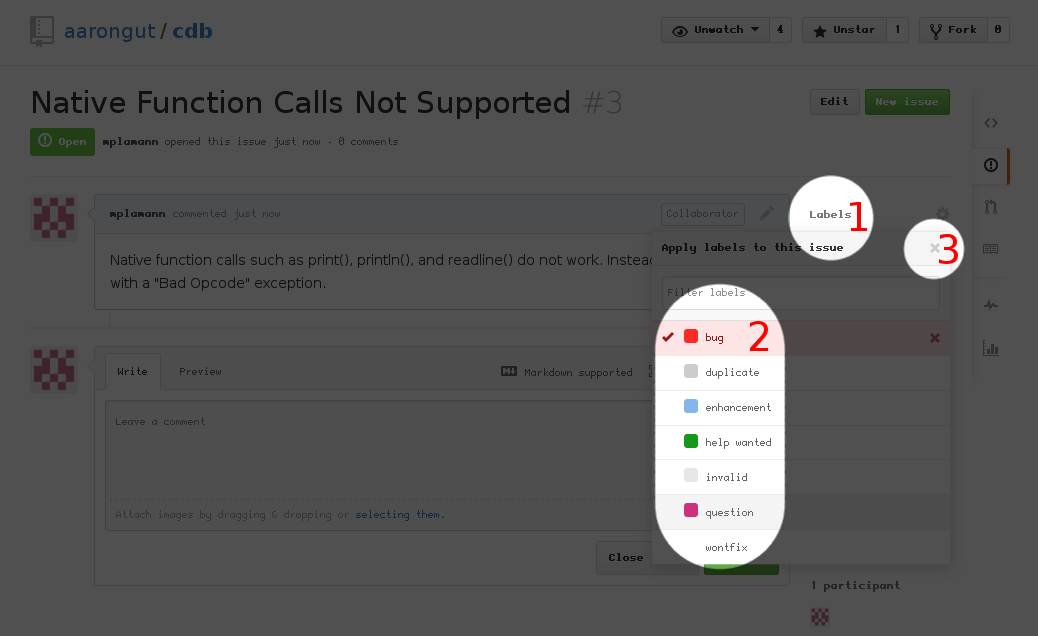 aarongut / cdb
Unwatch 4 Unstar 1 Fork 0
Native Function Calls Not Supported #3
Edit New issue
Open mplamann opened this issue just now · 0 comments
mplamann commented just now Collaborator
Labels 1
Apply labels to this issue
3
Native function calls such as print(), println(), and readline() do not work. Instead
with a "Bad Opcode" exception.
Filter labels
bug 2
duplicate
enhancement
help wanted
invalid
question
wontfix
Write Preview Markdown supported
Leave a comment
Attach images by dragging & dropping or selecting them.
Close
1 participant